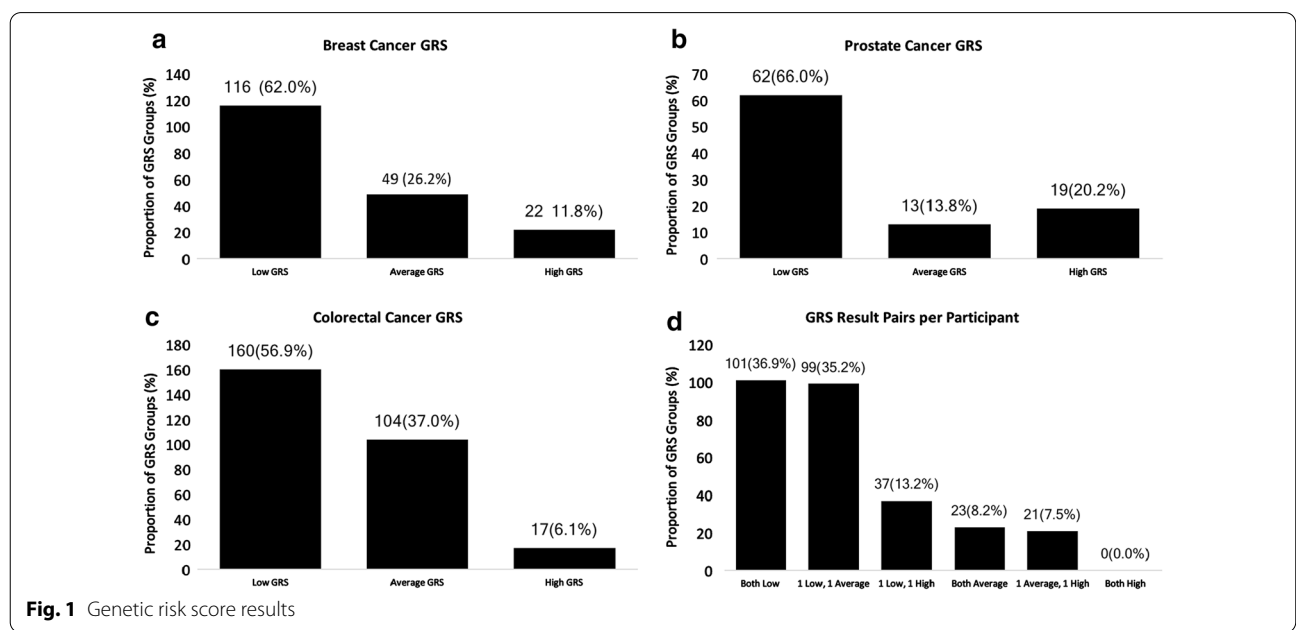 a
Breast Cancer GRS
Proportion of GRS Groups (%)
140
120
100
80
60
40
20
0
116 (62.0%)
49 (26.2%)
22 11.8%)
Low GRS
Average GRS
High GRS
b
Prostate Cancer GRS
Proportion of GRS Groups (%)
70
60
50
40
30
20
10
0
62(66.0%)
13(13.8%)
19(20.2%)
Low GRS
Average GRS
High GRS
c
Colorectal Cancer GRS
Proportion of GRS Groups (%)
180
160
140
120
100
80
60
40
20
0
160(56.9%)
104(37.0%)
17(6.1%)
Low GRS
Average GRS
High GRS
d
GRS Result Pairs per Participant
Proportion of GRS Groups (%)
120
100
80
60
40
20
0
101(36.9%)
99(35.2%)
37(13.2%)
23(8.2%)
21(7.5%)
0(0.0%)
Both Low
1 Low, 1 Average
1 Low, 1 High
Both Average
1 Average, 1 High
Both High
Fig. 1 Genetic risk score results